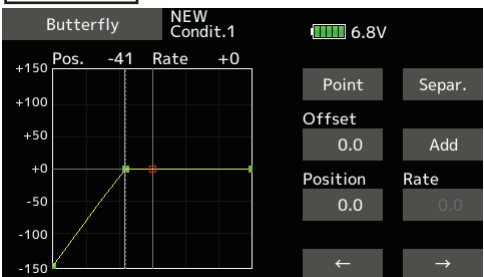 Butterfly
NEW
Condit.1
6.8V
Pos. -41 Rate +0
+150
+100
+50
+0
-50
-100
-150
Point Separ.
Offset
0.0 Add
Position Rate
0.0 0.0
← →